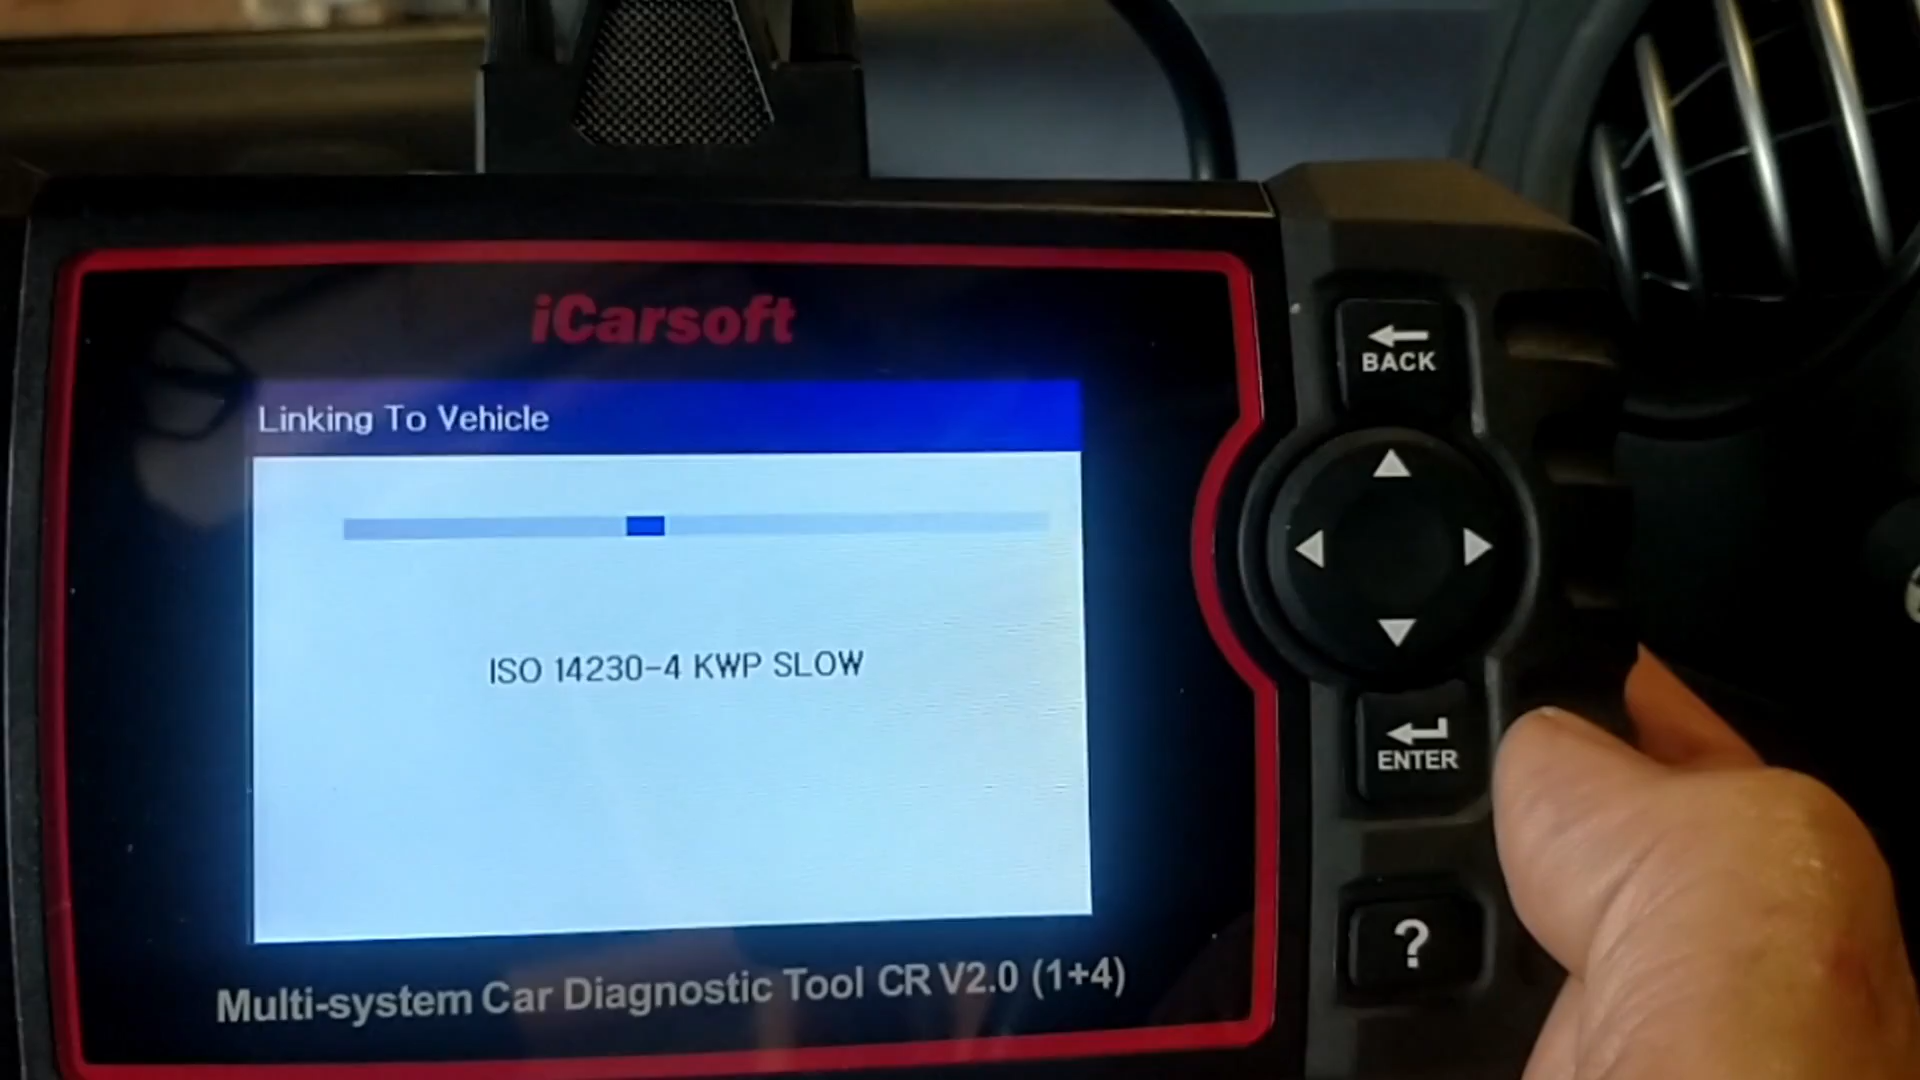 iCarsoft
BACK
Linking To Vehicle
ISO 14230-4 KWP SLOW
ENTER
?
Multi-system Car Diagnostic Tool CR V2.0 (1+4)